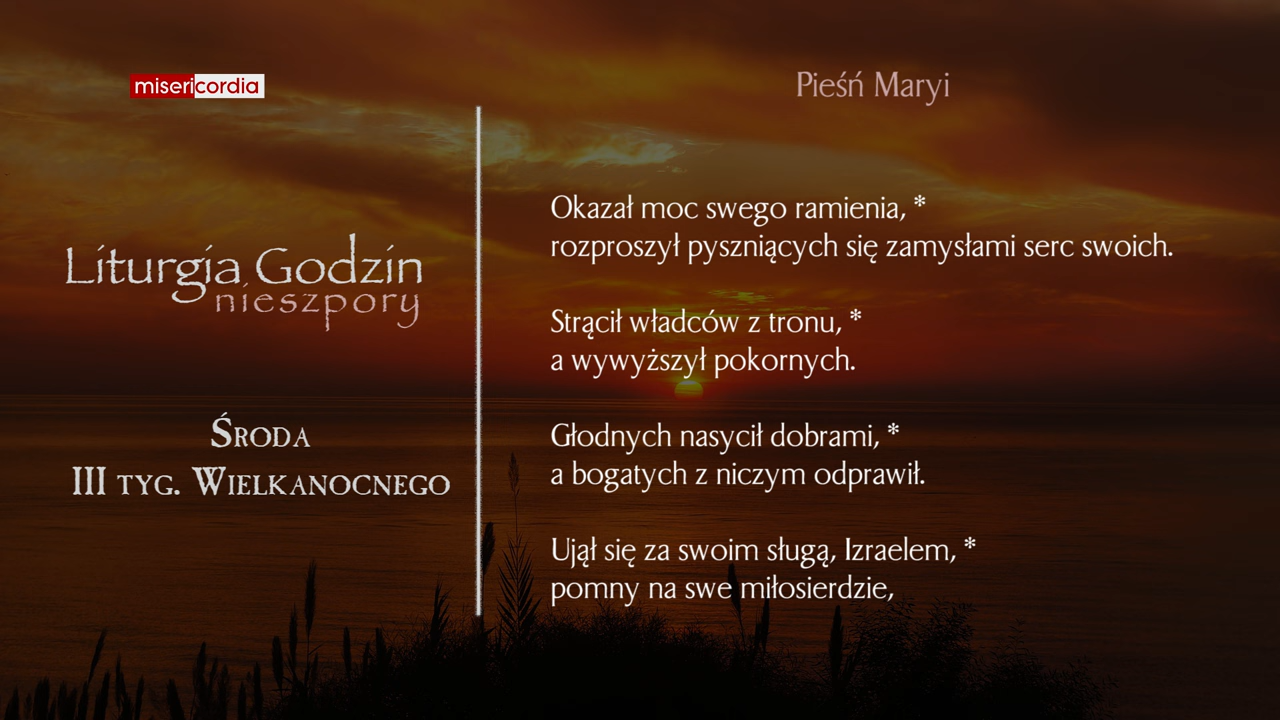 misericordia
Liturgia Godzin
nieszpory
Środa
III tyg. Wielkanocnego
Pieśń Maryi
Okazał moc swego ramienia, *
rozproszył pyszniących się zamysłami serc swoich.
Strącił władców z tronu, *
a wywyższył pokornych.
Głodnych nasycił dobrami, *
a bogatych z niczym odprawił.
Ujął się za swoim sługą, Izraelem, *
pomny na swe miłosierdzie,